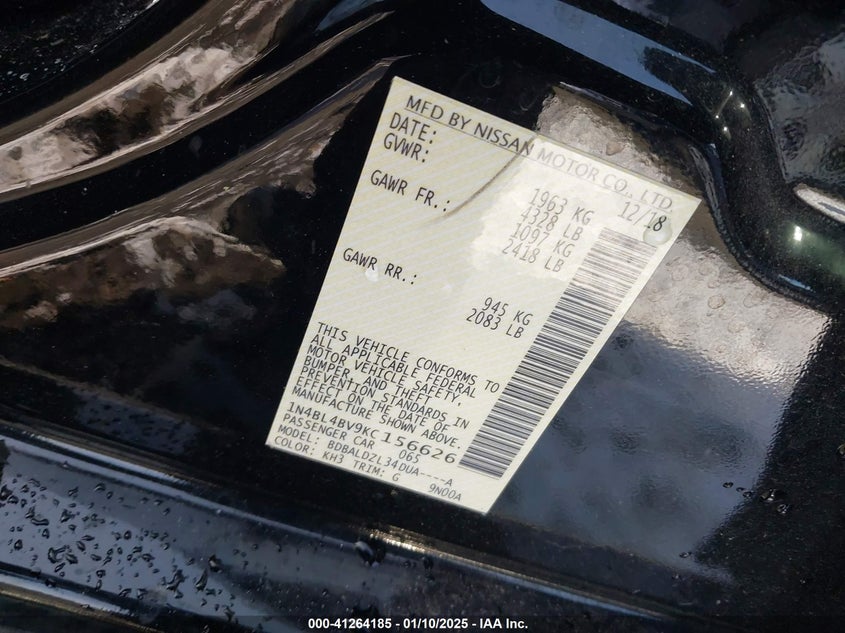 MFD BY NISSAN MOTOR CO., LTD.
DATE: 12/18
GVWR: 1963 KG
4328 LB
GAWR FR.: 1097 KG
2418 LB
GAWR RR.: 945 KG
2083 LB
THIS VEHICLE CONFORMS TO
ALL APPLICABLE FEDERAL
MOTOR VEHICLE SAFETY,
BUMPER, AND THEFT
PREVENTION STANDARDS IN
EFFECT ON THE DATE OF
MANUFACTURE SHOWN ABOVE.
1N4BL4BV9KC156626
PASSENGER CAR 065
MODEL: BDBALDZL34DUA----A
COLOR: KH3 TRIM: G 9N00A
000-41264185 - 01/10/2025 - IAA Inc.